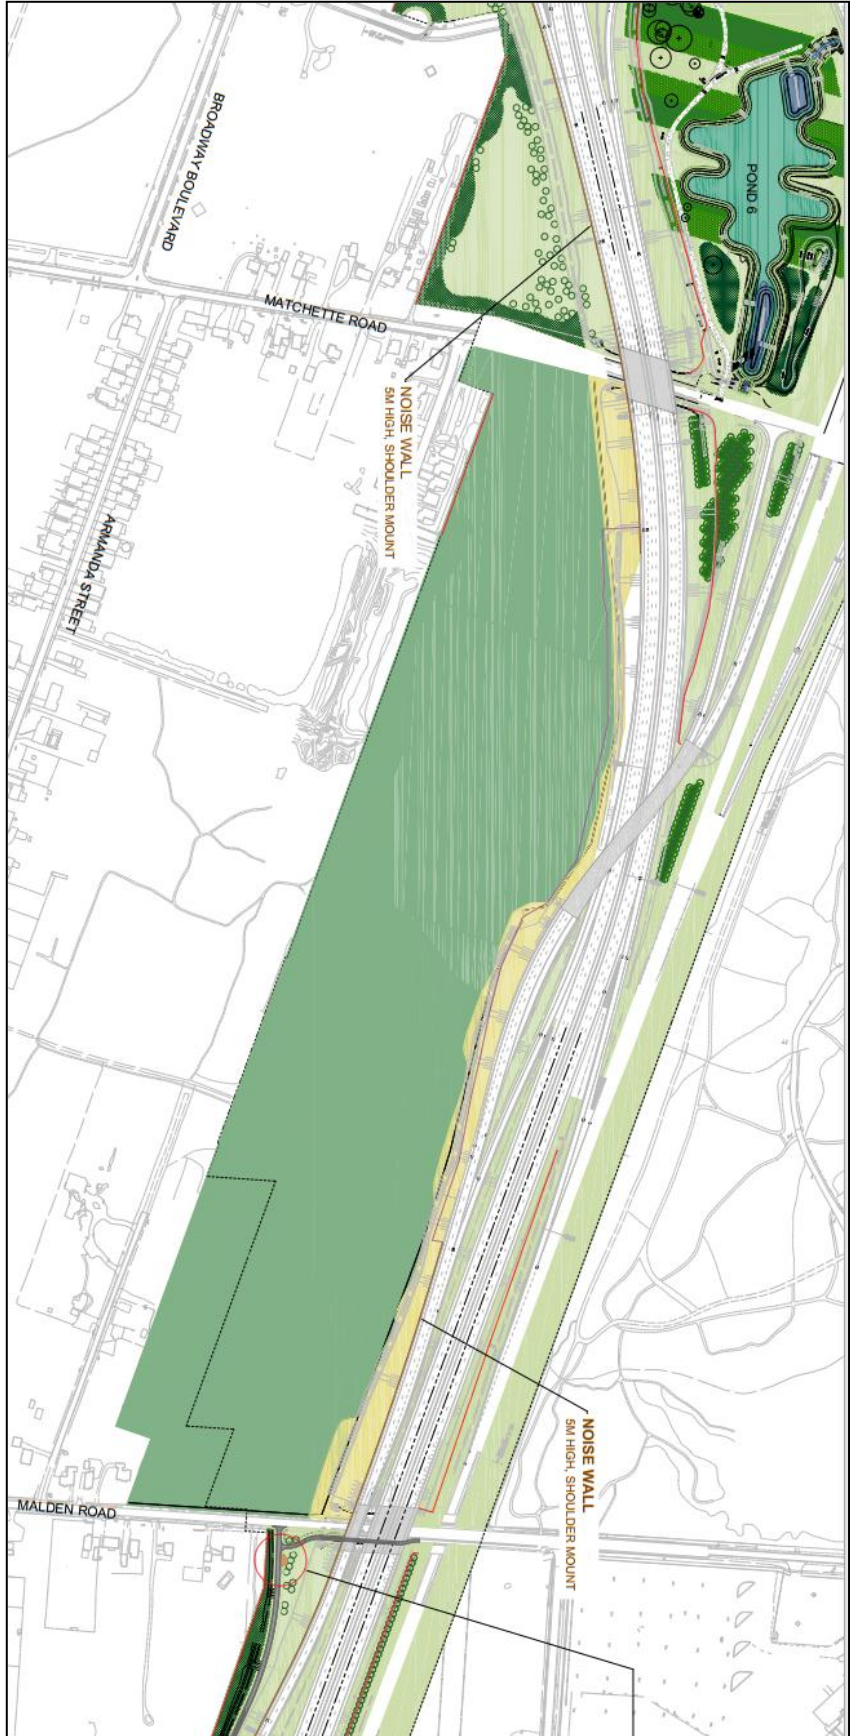 POND 6
BROADWAY BOULEVARD
MATCHETTE ROAD
NOISE WALL
5M HIGH, SHOULDER MOUNT
ARMANDA STREET
NOISE WALL
5M HIGH, SHOULDER MOUNT
MALDEN ROAD